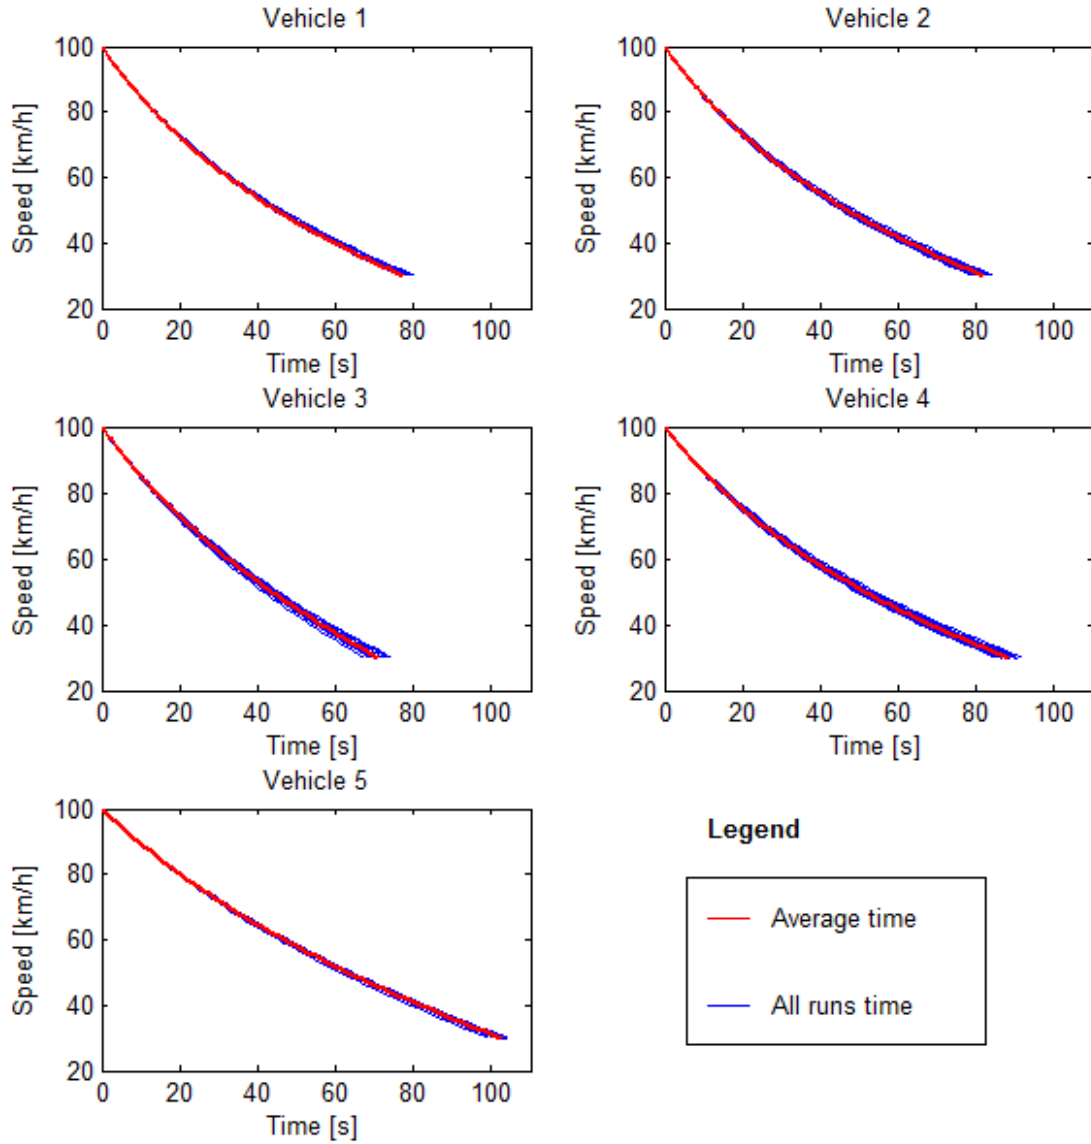 Vehicle 1
100
80
60
40
20
Speed [km/h]
0 20 40 60 80 100
Time [s]
Vehicle 2
100
80
60
40
20
Speed [km/h]
0 20 40 60 80 100
Time [s]
Vehicle 3
100
80
60
40
20
Speed [km/h]
0 20 40 60 80 100
Time [s]
Vehicle 4
100
80
60
40
20
Speed [km/h]
0 20 40 60 80 100
Time [s]
Vehicle 5
100
80
60
40
20
Speed [km/h]
0 20 40 60 80 100
Time [s]
Legend
Average time
All runs time